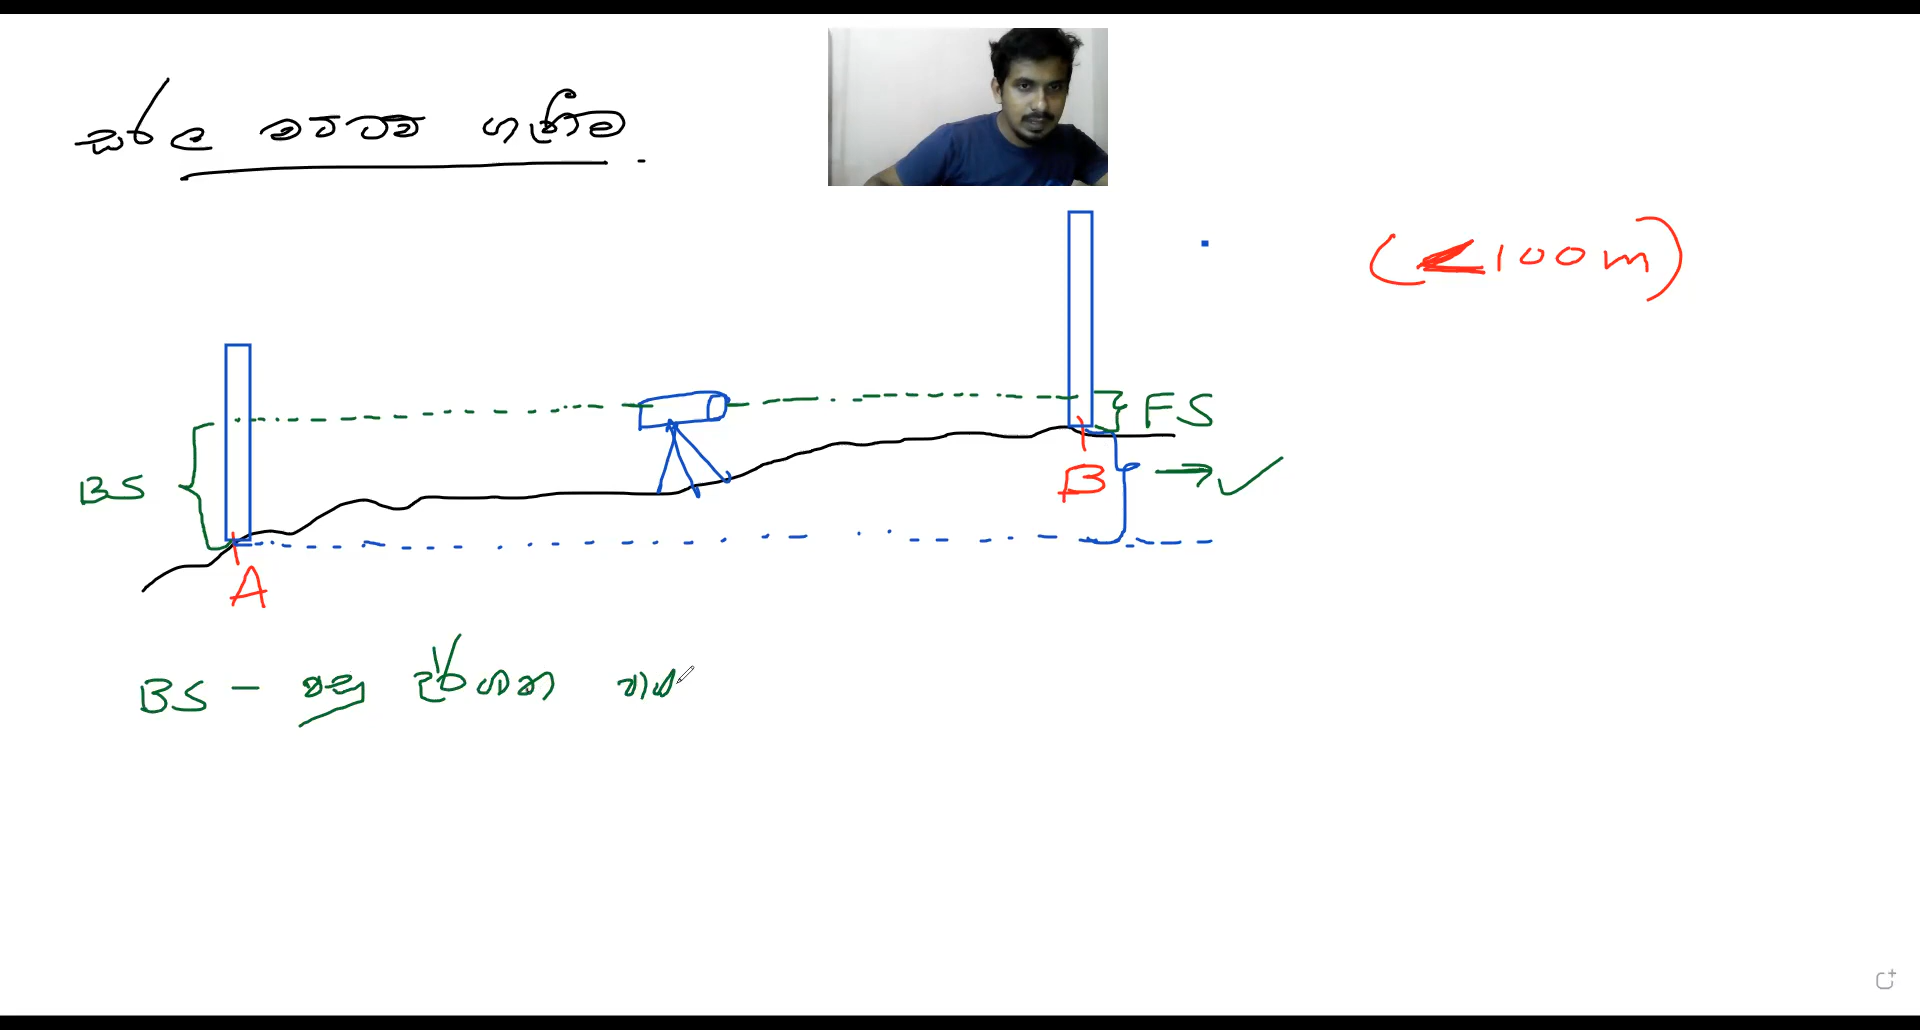 සරල මට්ටම් ගැනීම
(<100m)
FS
BS
B
A
BS - පසු දර්ශන